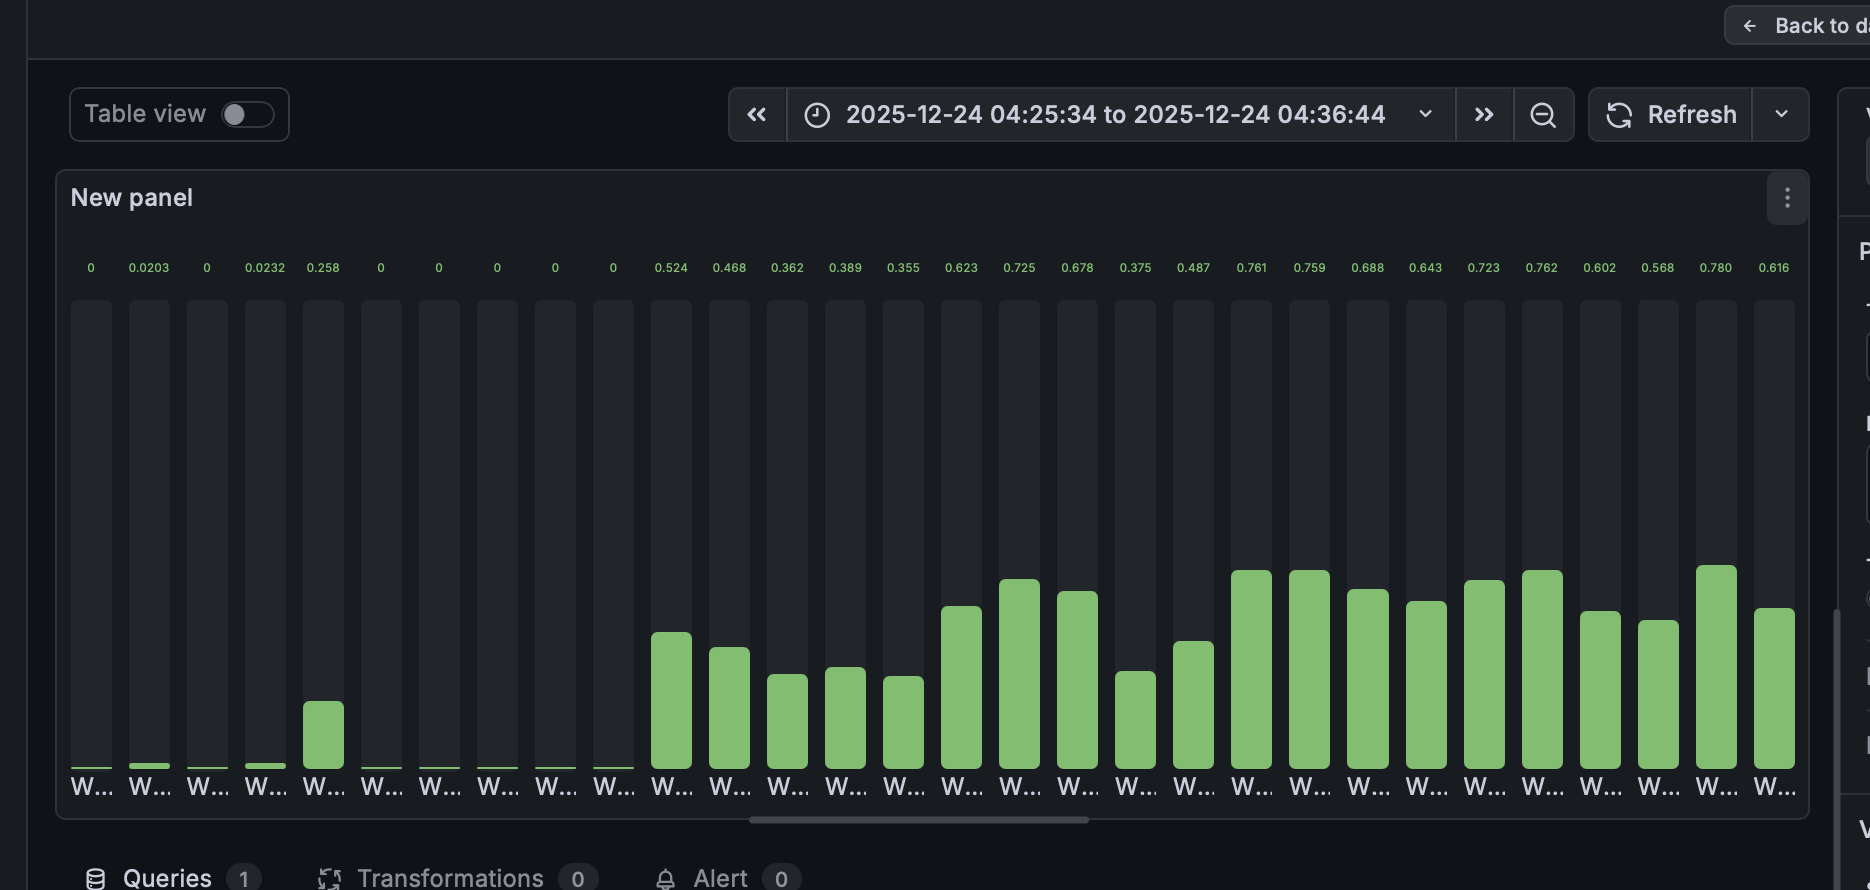 Back to d
Table view
2025-12-24 04:25:34 to 2025-12-24 04:36:44
Refresh
New panel
0 0.0203 0 0.0232 0.258 0 0 0 0 0 0.524 0.468 0.362 0.389 0.355 0.623 0.725 0.678 0.375 0.487 0.761 0.759 0.688 0.643 0.723 0.762 0.602 0.568 0.780 0.616
W... W... W... W... W... W... W... W... W... W... W... W... W... W... W... W... W... W... W... W... W... W... W... W... W... W... W... W... W... W...
Queries 1 Transformations 0 Alert 0